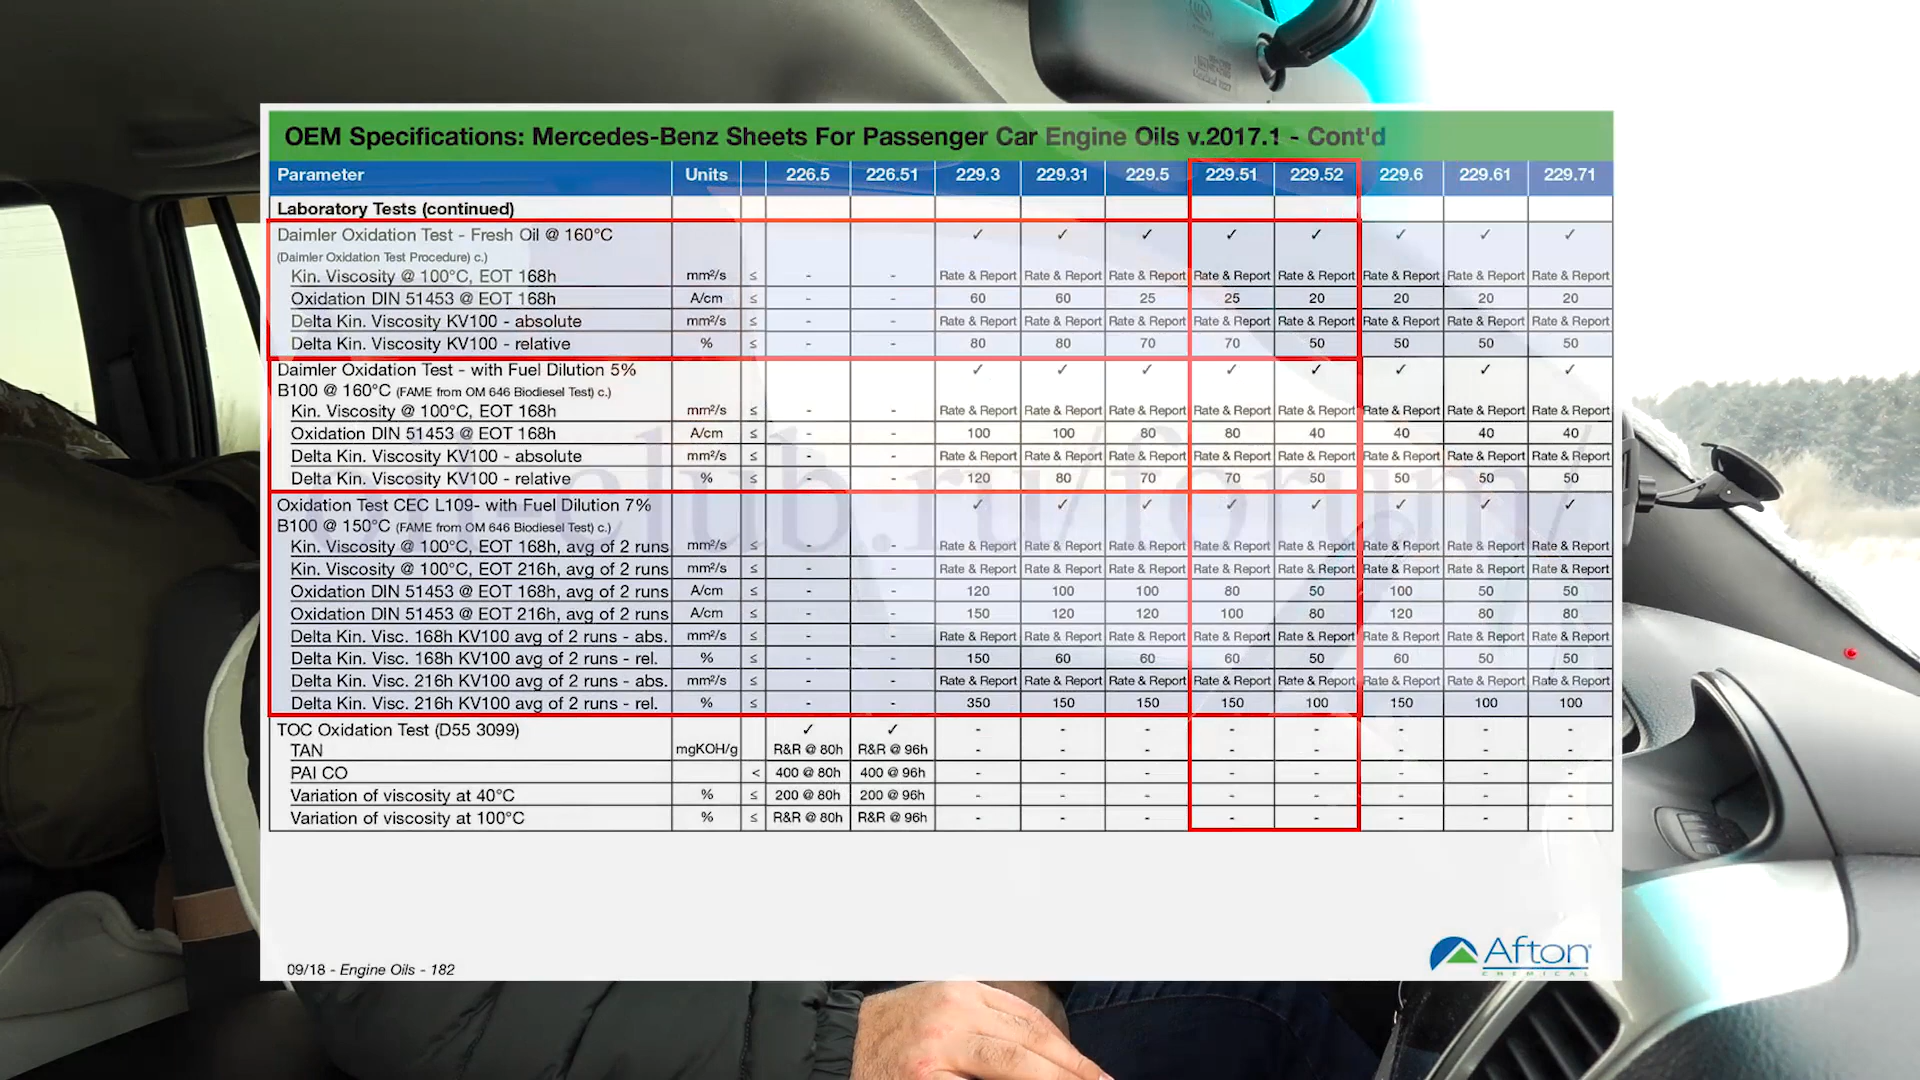 OEM Specifications: Mercedes-Benz Sheets For Passenger Car Engine Oils v.2017.1 - Cont'd
Parameter Units 226.5 226.51 229.3 229.31 229.5 229.51 229.52 229.6 229.61 229.71
Laboratory Tests (continued)
Daimler Oxidation Test - Fresh Oil @ 160°C ✓ ✓ ✓ ✓ ✓ ✓ ✓ ✓
(Daimler Oxidation Test Procedure) c.)
Kin. Viscosity @ 100°C, EOT 168h mm²/s ≤ - - Rate & Report Rate & Report Rate & Report Rate & Report Rate & Report Rate & Report Rate & Report Rate & Report
Oxidation DIN 51453 @ EOT 168h A/cm ≤ - - 60 60 25 25 20 20 20 20
Delta Kin. Viscosity KV100 - absolute mm²/s ≤ - - Rate & Report Rate & Report Rate & Report Rate & Report Rate & Report Rate & Report Rate & Report Rate & Report
Delta Kin. Viscosity KV100 - relative % ≤ - - 80 80 70 70 50 50 50 50
Daimler Oxidation Test - with Fuel Dilution 5% ✓ ✓ ✓ ✓ ✓ ✓ ✓ ✓
B100 @ 160°C (FAME from OM 646 Biodiesel Test) c.)
Kin. Viscosity @ 100°C, EOT 168h mm²/s ≤ - - Rate & Report Rate & Report Rate & Report Rate & Report Rate & Report Rate & Report Rate & Report Rate & Report
Oxidation DIN 51453 @ EOT 168h A/cm ≤ - - 100 100 80 80 40 40 40 40
Delta Kin. Viscosity KV100 - absolute mm²/s ≤ - - Rate & Report Rate & Report Rate & Report Rate & Report Rate & Report Rate & Report Rate & Report Rate & Report
Delta Kin. Viscosity KV100 - relative % ≤ - - 120 80 70 70 50 50 50 50
Oxidation Test CEC L109- with Fuel Dilution 7% ✓ ✓ ✓ ✓ ✓ ✓ ✓ ✓
B100 @ 150°C (FAME from OM 646 Biodiesel Test) c.)
Kin. Viscosity @ 100°C, EOT 168h, avg of 2 runs mm²/s ≤ - - Rate & Report Rate & Report Rate & Report Rate & Report Rate & Report Rate & Report Rate & Report Rate & Report
Kin. Viscosity @ 100°C, EOT 216h, avg of 2 runs mm²/s ≤ - - Rate & Report Rate & Report Rate & Report Rate & Report Rate & Report Rate & Report Rate & Report Rate & Report
Oxidation DIN 51453 @ EOT 168h, avg of 2 runs A/cm ≤ - - 120 100 100 80 50 100 50 50
Oxidation DIN 51453 @ EOT 216h, avg of 2 runs A/cm ≤ - - 150 120 120 100 80 120 80 80
Delta Kin. Visc. 168h KV100 avg of 2 runs - abs. mm²/s ≤ - - Rate & Report Rate & Report Rate & Report Rate & Report Rate & Report Rate & Report Rate & Report Rate & Report
Delta Kin. Visc. 168h KV100 avg of 2 runs - rel. % ≤ - - 150 60 60 60 50 60 50 50
Delta Kin. Visc. 216h KV100 avg of 2 runs - abs. mm²/s ≤ - - Rate & Report Rate & Report Rate & Report Rate & Report Rate & Report Rate & Report Rate & Report Rate & Report
Delta Kin. Visc. 216h KV100 avg of 2 runs - rel. % ≤ - - 350 150 150 150 100 150 100 100
TOC Oxidation Test (D55 3099) ✓ ✓ - - - - - - - -
TAN mgKOH/g R&R @ 80h R&R @ 96h - - - - - - - -
PAI CO < 400 @ 80h 400 @ 96h - - - - - - - -
Variation of viscosity at 40°C % ≤ 200 @ 80h 200 @ 96h - - - - - - - -
Variation of viscosity at 100°C % ≤ R&R @ 80h R&R @ 96h - - - - - - - -
oil-club.ru/forum/
Afton
CHEMICAL
09/18 - Engine Oils - 182